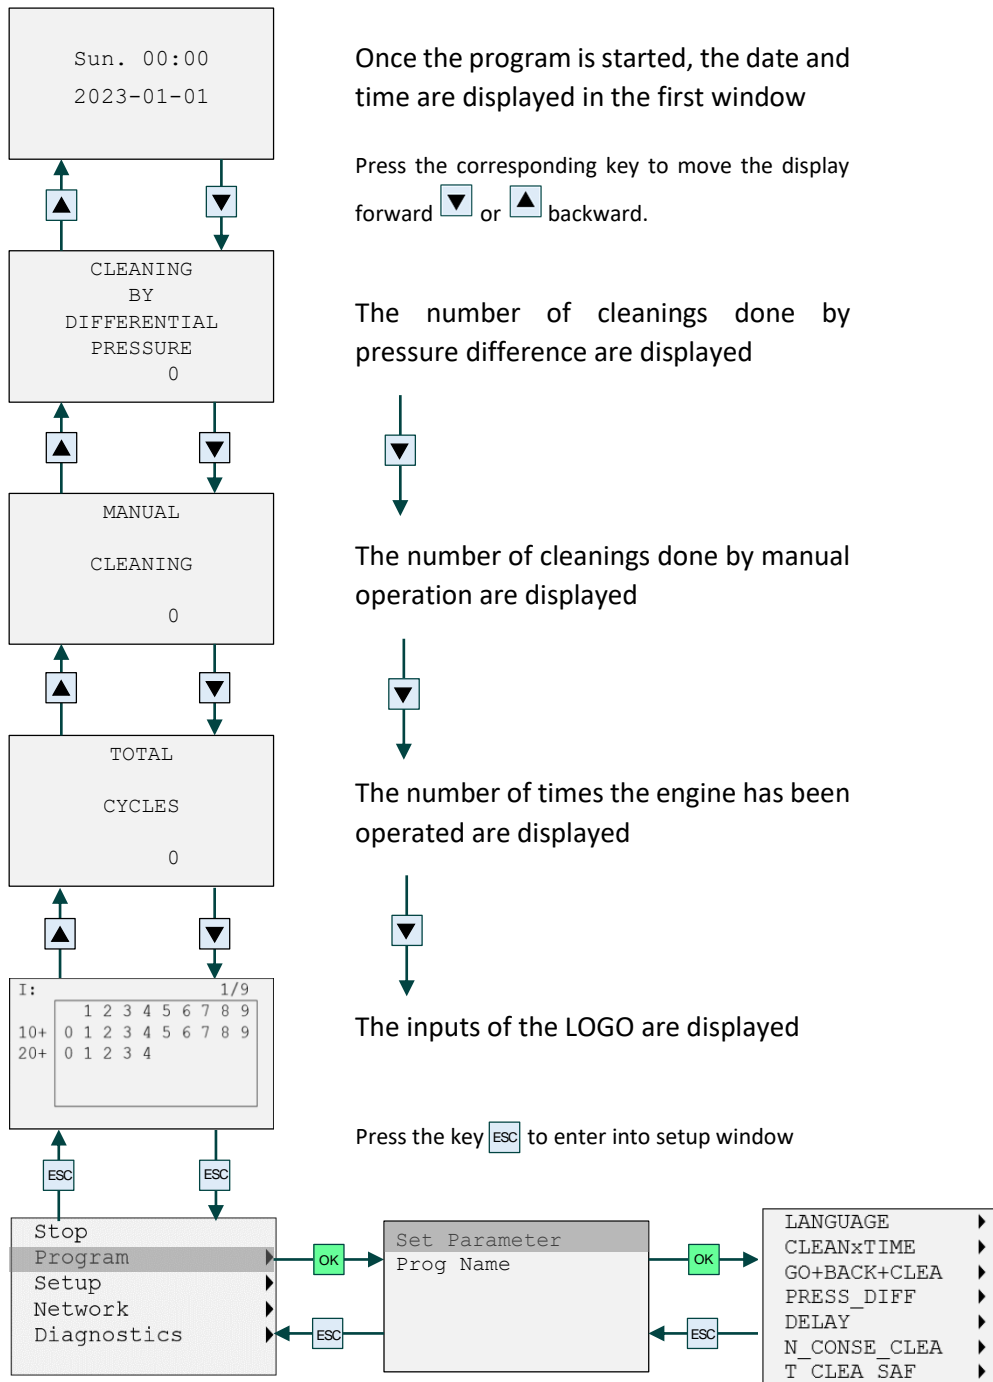 Sun. 00:00
2023-01-01
Once the program is started, the date and
time are displayed in the first window
Press the corresponding key to move the display
forward ▼ or ▲ backward.
▲
▼
CLEANING
BY
DIFFERENTIAL
PRESSURE
0
The number of cleanings done by
pressure difference are displayed
▲
▼
▼
MANUAL
CLEANING
0
The number of cleanings done by manual
operation are displayed
▲
▼
▼
TOTAL
CYCLES
0
The number of times the engine has been
operated are displayed
▲
▼
▼
I: 1/9
1 2 3 4 5 6 7 8 9
10+ 0 1 2 3 4 5 6 7 8 9
20+ 0 1 2 3 4
The inputs of the LOGO are displayed
Press the key ESC to enter into setup window
ESC
ESC
Stop
Program
Setup
Network
Diagnostics
OK
ESC
Set Parameter
Prog Name
OK
ESC
LANGUAGE
CLEANxTIME
GO+BACK+CLEA
PRESS_DIFF
DELAY
N_CONSE_CLEA
T_CLEA_SAF